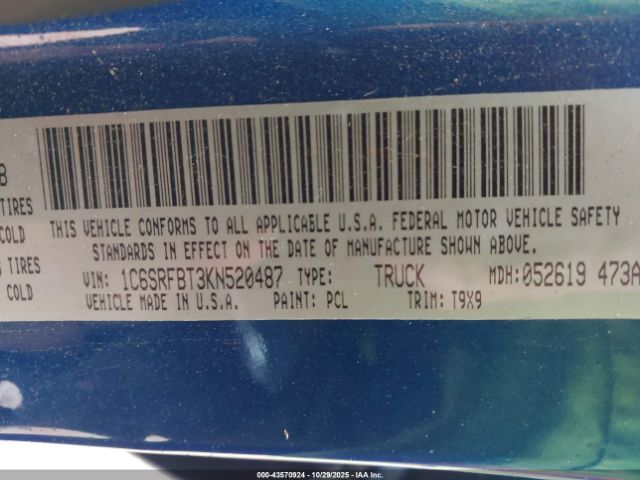 B
TIRES
COLD
TIRES
COLD
THIS VEHICLE CONFORMS TO ALL APPLICABLE U.S.A. FEDERAL MOTOR VEHICLE SAFETY
STANDARDS IN EFFECT ON THE DATE OF MANUFACTURE SHOWN ABOVE.
VIN: 1C6SRFBT3KN520487 TYPE: TRUCK MDH:052619 473A
VEHICLE MADE IN U.S.A. PAINT: PCL TRIM: T9X9
000-43570924 | 10/29/2025 - IAA Inc.